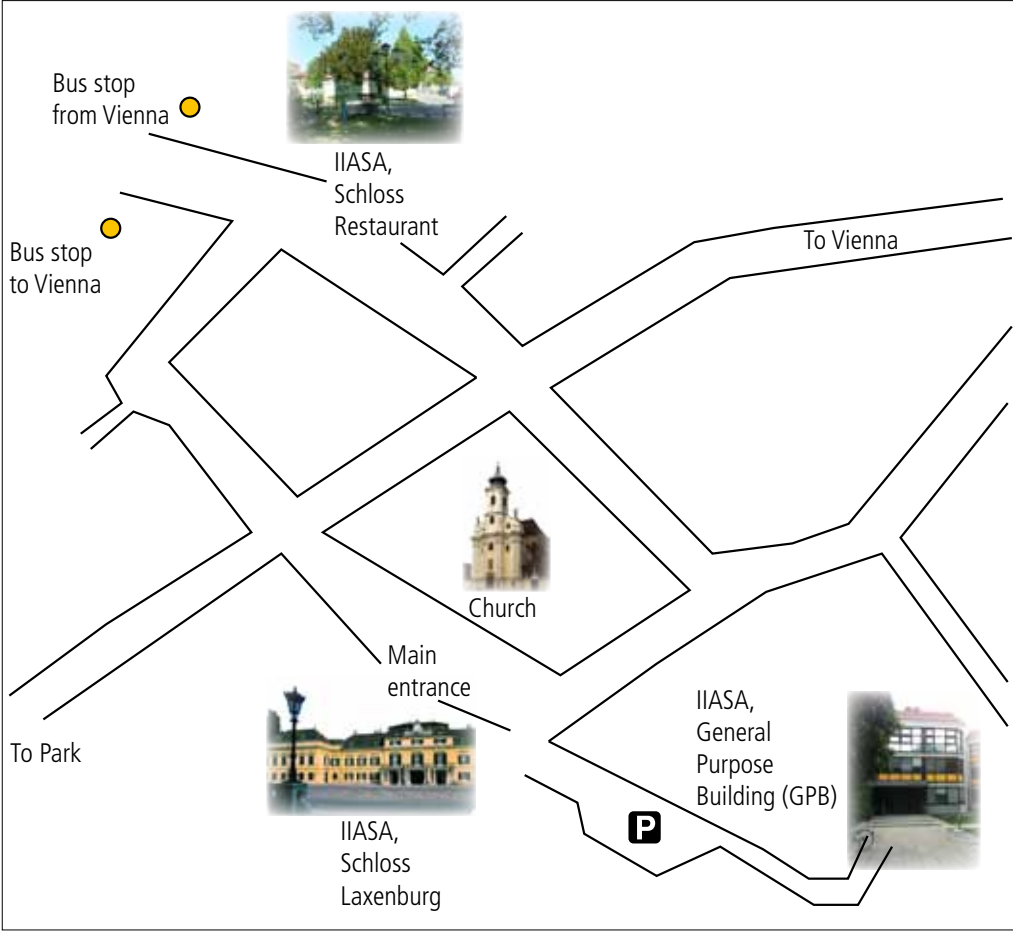 Bus stop
from Vienna
IIASA,
Schloss
Restaurant
Bus stop
to Vienna
To Vienna
Church
Main
entrance
IIASA,
General
Purpose
Building (GPB)
To Park
P
IIASA,
Schloss
Laxenburg